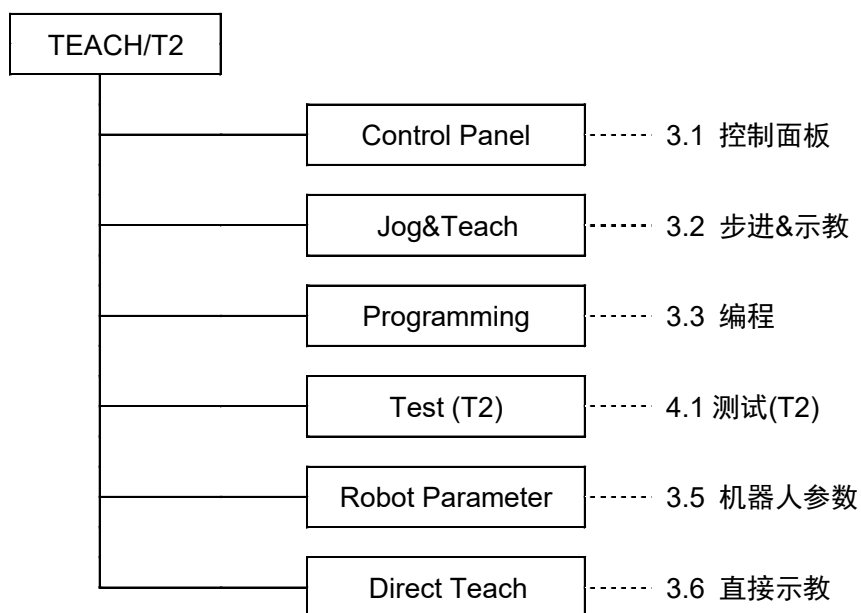 TEACH/T2
Control Panel 3.1 控制面板
Jog&Teach 3.2 步进&示教
Programming 3.3 编程
Test (T2) 4.1 测试(T2)
Robot Parameter 3.5 机器人参数
Direct Teach 3.6 直接示教